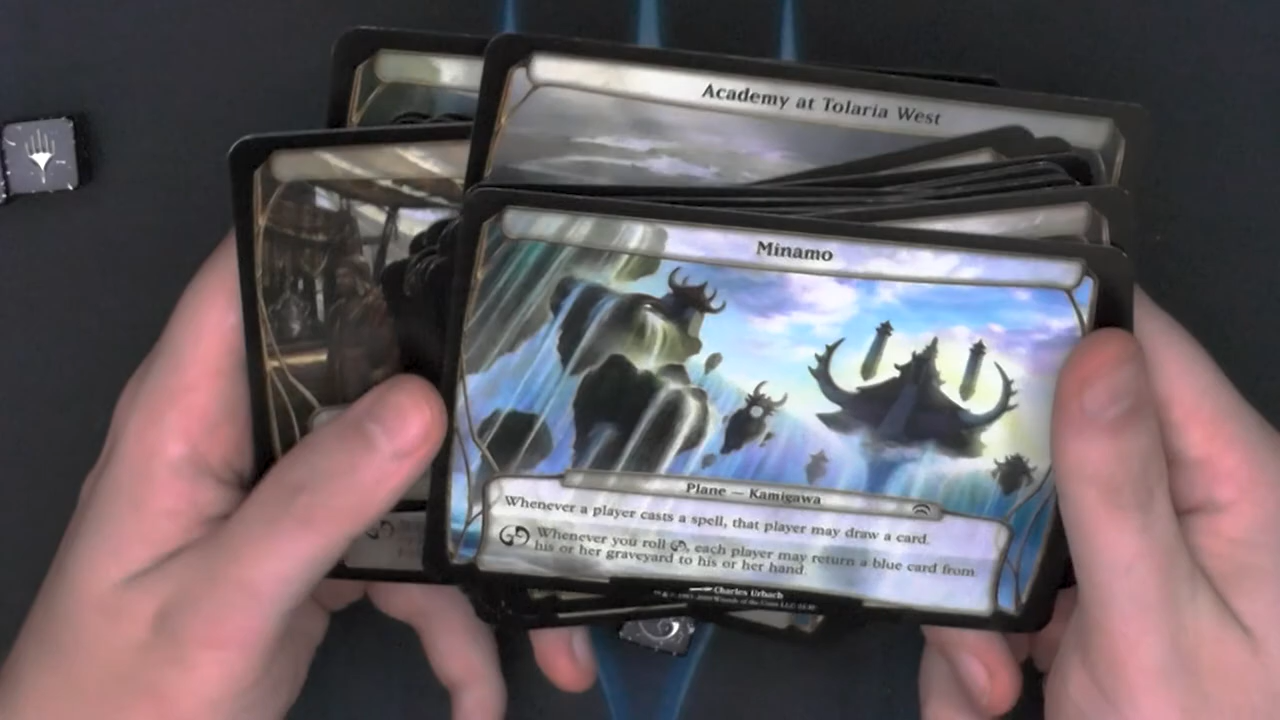 Academy at Tolaria West
Minamo
Plane — Kamigawa
Whenever a player casts a spell, that player may draw a card.
Whenever you roll , each player may return a blue card from
his or her graveyard to his or her hand.
Charles Urbach